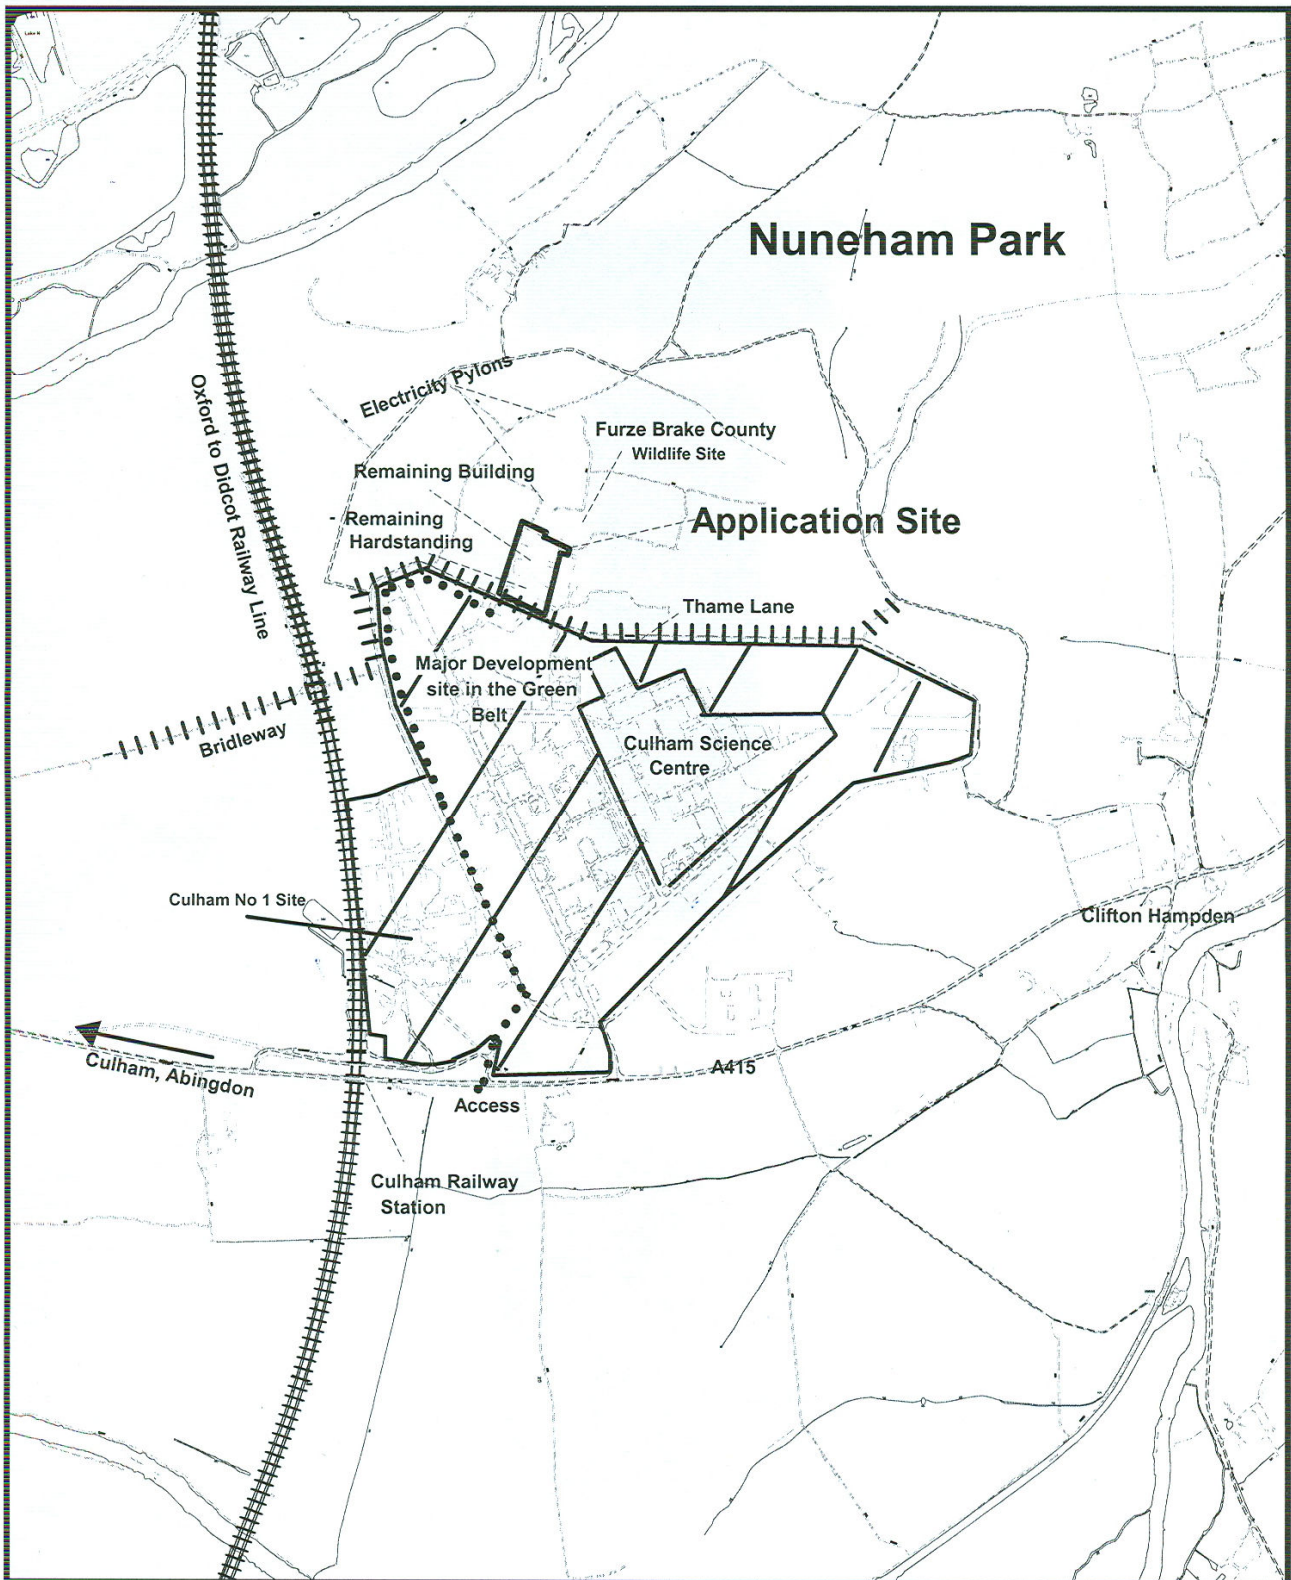 Lake H
Nuneham Park
Electricity Pylons
Oxford to Didcot Railway Line
Furze Brake County
Wildlife Site
Remaining Building
Application Site
Remaining
Hardstanding
Thame Lane
Major Development
site in the Green
Belt
Bridleway
Culham Science
Centre
Culham No 1 Site
Clifton Hampden
Culham, Abingdon
A415
Access
Culham Railway
Station